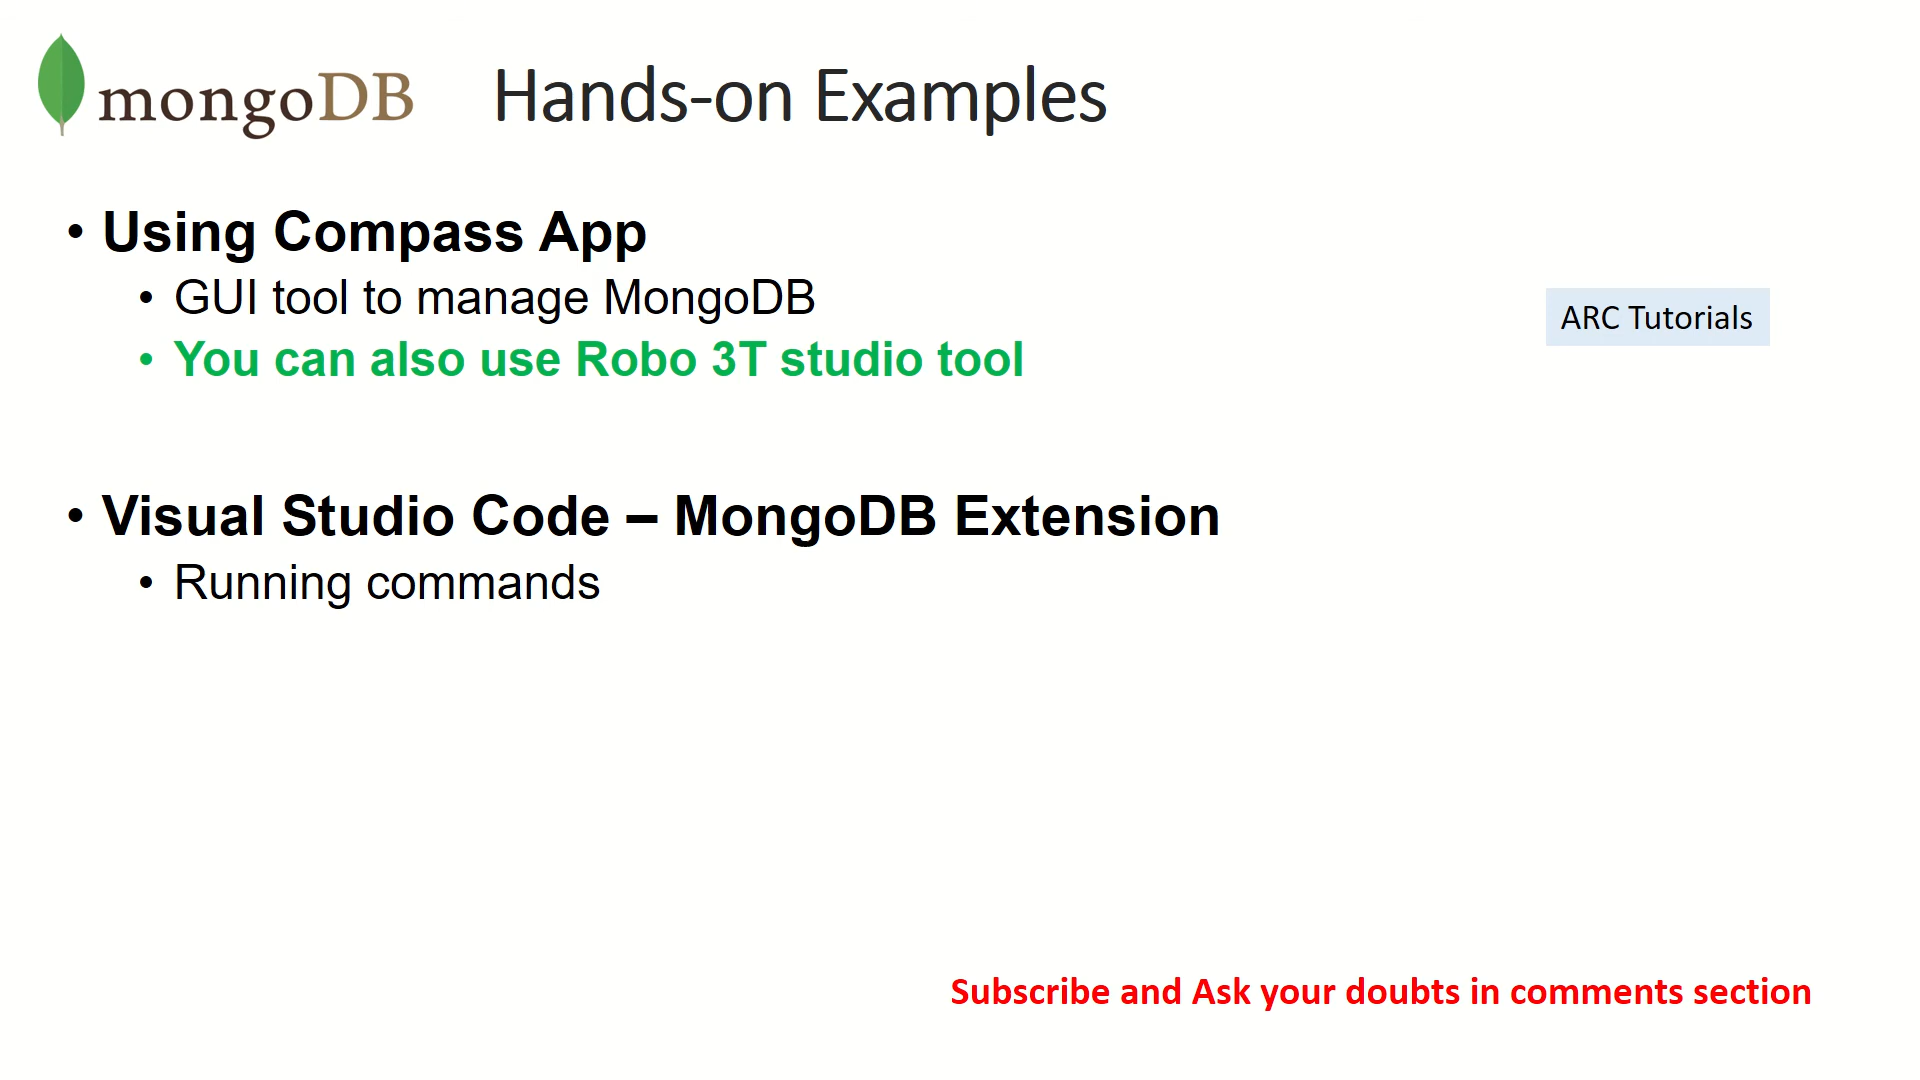 mongoDB Hands-on Examples
• Using Compass App
• GUI tool to manage MongoDB
• You can also use Robo 3T studio tool
ARC Tutorials
• Visual Studio Code – MongoDB Extension
• Running commands
Subscribe and Ask your doubts in comments section